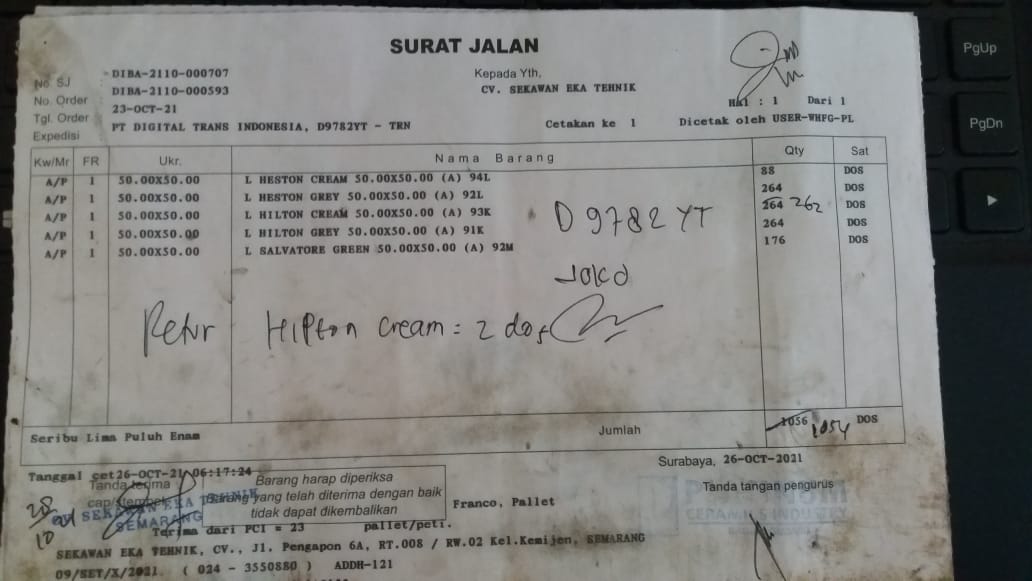 PgUp
PgDn
SURAT JALAN
No. SJ : DIBA-2110-000707
No. Order : DIBA-2110-000593
Tgl. Order : 23-OCT-21
Expedisi : PT DIGITAL TRANS INDONESIA, D9782YT - TRN
Kepada Yth,
CV. SEKAWAN EKA TEHNIK
Hal : 1 Dari 1
Cetakan ke 1 Dicetak oleh USER-WHFG-PL
Kw/Mr FR Ukr. Nama Barang Qty Sat
A/P 1 50.00X50.00 L HESTON CREAM 50.00X50.00 (A) 94L 88 DOS
A/P 1 50.00X50.00 L HESTON GREY 50.00X50.00 (A) 92L 264 DOS
A/P 1 50.00X50.00 L HILTON CREAM 50.00X50.00 (A) 93K 264 262 DOS
A/P 1 50.00X50.00 L HILTON GREY 50.00X50.00 (A) 91K 264 DOS
A/P 1 50.00X50.00 L SALVATORE GREEN 50.00X50.00 (A) 92M 176 DOS
D 9782 YT
Joko
Retur Hilton Cream = 2 dos
Seribu Lima Puluh Enam Jumlah 1056 1054 DOS
Tanggal cet 26-OCT-21 06:17:24
Surabaya, 26-OCT-2021
Tanda terima
cap/stempel
Barang harap diperiksa
Barang yang telah diterima dengan baik
tidak dapat dikembalikan
Franco, Pallet
Tanda tangan pengurus
SEKAWAN EKA TEHNIK
SEMARANG
CERAMICS INDUSTRY
28
10
Terima dari PCI = 23 pallet/peti.
SEKAWAN EKA TEHNIK, CV., Jl. Pengapon 6A, RT.008 / RW.02 Kel.Kemijen, SEMARANG
09/SET/X/2021. ( 024 - 3550880 ) ADDH-121